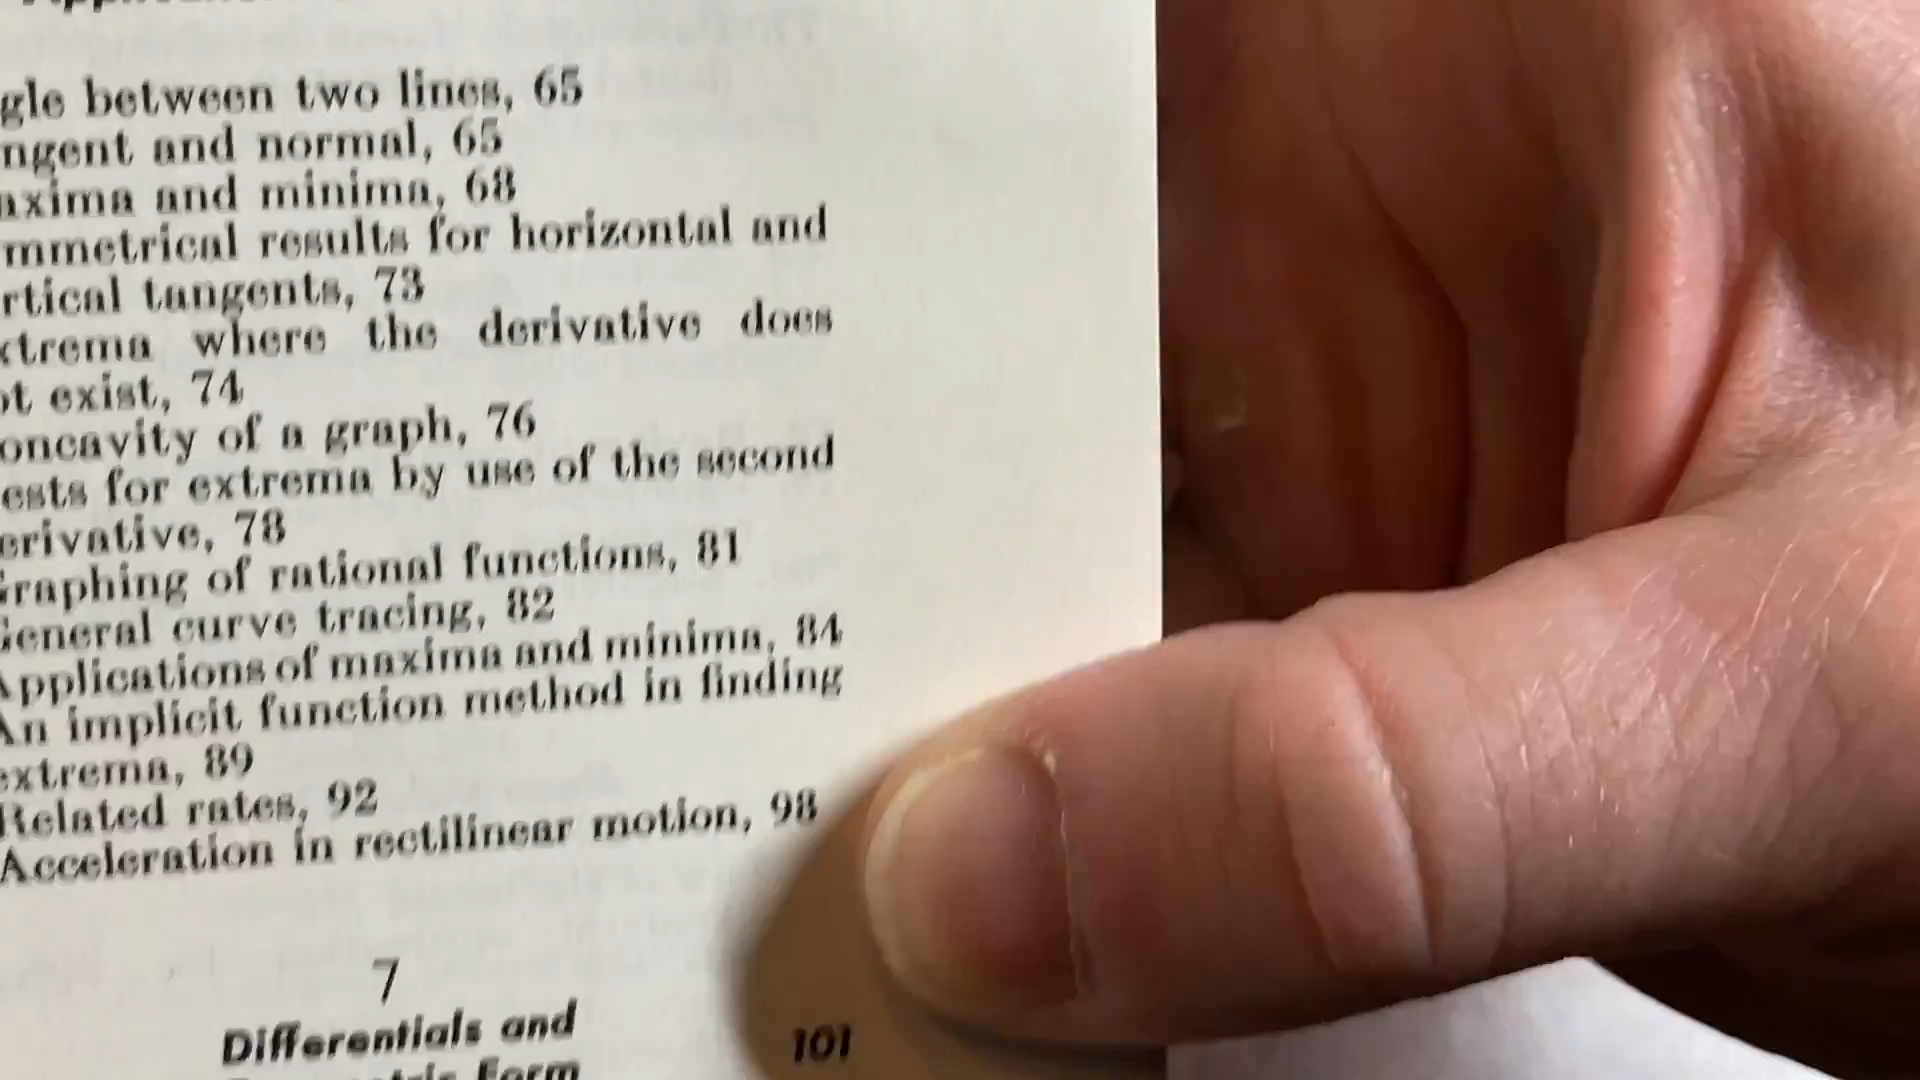 gle between two lines, 65
ngent and normal, 65
axima and minima, 68
mmetrical results for horizontal and
rtical tangents, 73
xtrema where the derivative does
ot exist, 74
oncavity of a graph, 76
ests for extrema by use of the second
erivative, 78
Graphing of rational functions, 81
General curve tracing, 82
Applications of maxima and minima, 84
An implicit function method in finding
extrema, 89
Related rates, 92
Acceleration in rectilinear motion, 98
7
Differentials and 101
Form